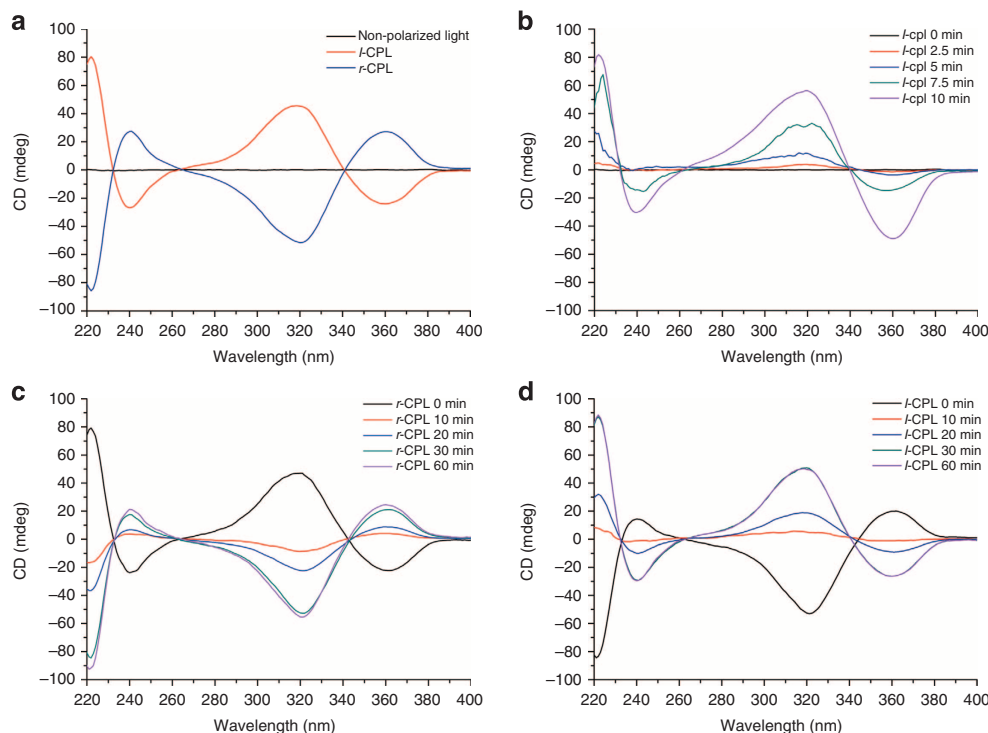 a
100
80
60
40
20
0
−20
−40
−60
−80
−100
CD (mdeg)
Non-polarized light
l-CPL
r-CPL
220 240 260 280 300 320 340 360 380 400
Wavelength (nm)
b
100
80
60
40
20
0
−20
−40
−60
−80
−100
CD (mdeg)
l-cpl 0 min
l-cpl 2.5 min
l-cpl 5 min
l-cpl 7.5 min
l-cpl 10 min
220 240 260 280 300 320 340 360 380 400
Wavelength (nm)
c
100
80
60
40
20
0
−20
−40
−60
−80
−100
CD (mdeg)
r-CPL 0 min
r-CPL 10 min
r-CPL 20 min
r-CPL 30 min
r-CPL 60 min
220 240 260 280 300 320 340 360 380 400
Wavelength (nm)
d
100
80
60
40
20
0
−20
−40
−60
−80
−100
CD (mdeg)
l-CPL 0 min
l-CPL 10 min
l-CPL 20 min
l-CPL 30 min
l-CPL 60 min
220 240 260 280 300 320 340 360 380 400
Wavelength (nm)